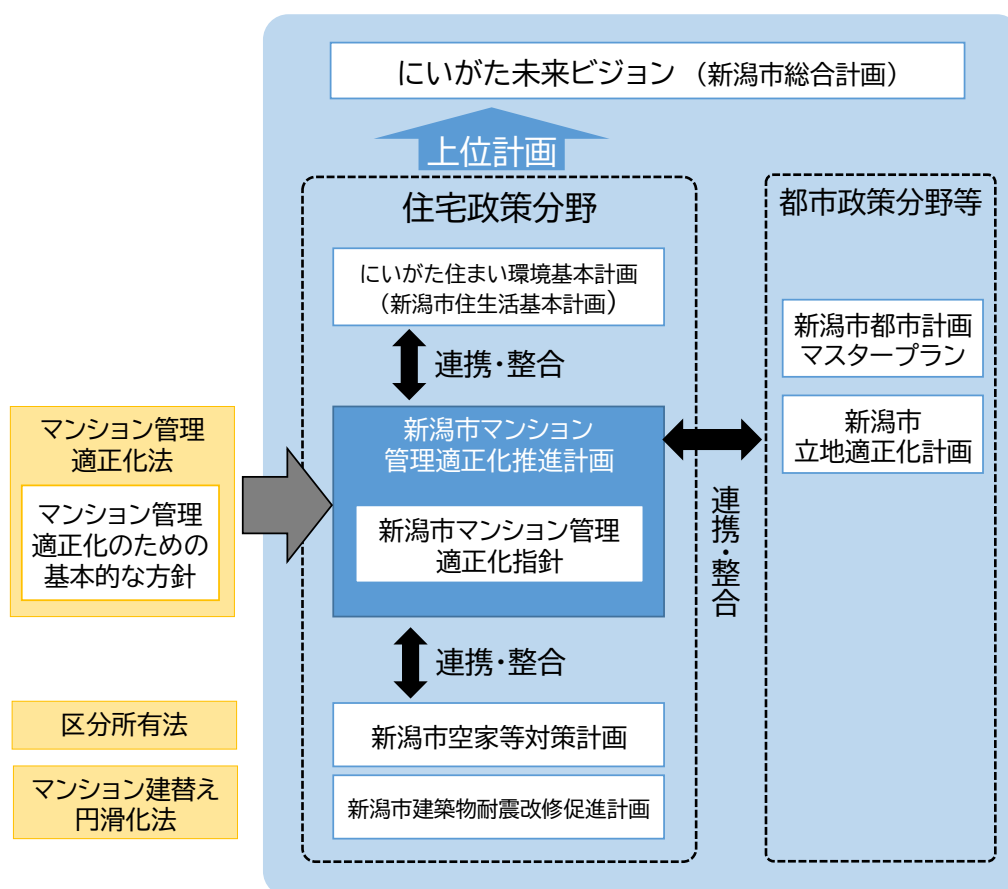 にいがた未来ビジョン（新潟市総合計画）
上位計画
住宅政策分野
にいがた住まい環境基本計画
（新潟市住生活基本計画）
連携・整合
新潟市マンション
管理適正化推進計画
新潟市マンション管理
適正化指針
連携・整合
新潟市空家等対策計画
新潟市建築物耐震改修促進計画
連携・整合
都市政策分野等
新潟市都市計画
マスタープラン
新潟市
立地適正化計画
マンション管理
適正化法
マンション管理
適正化のための
基本的な方針
区分所有法
マンション建替え
円滑化法